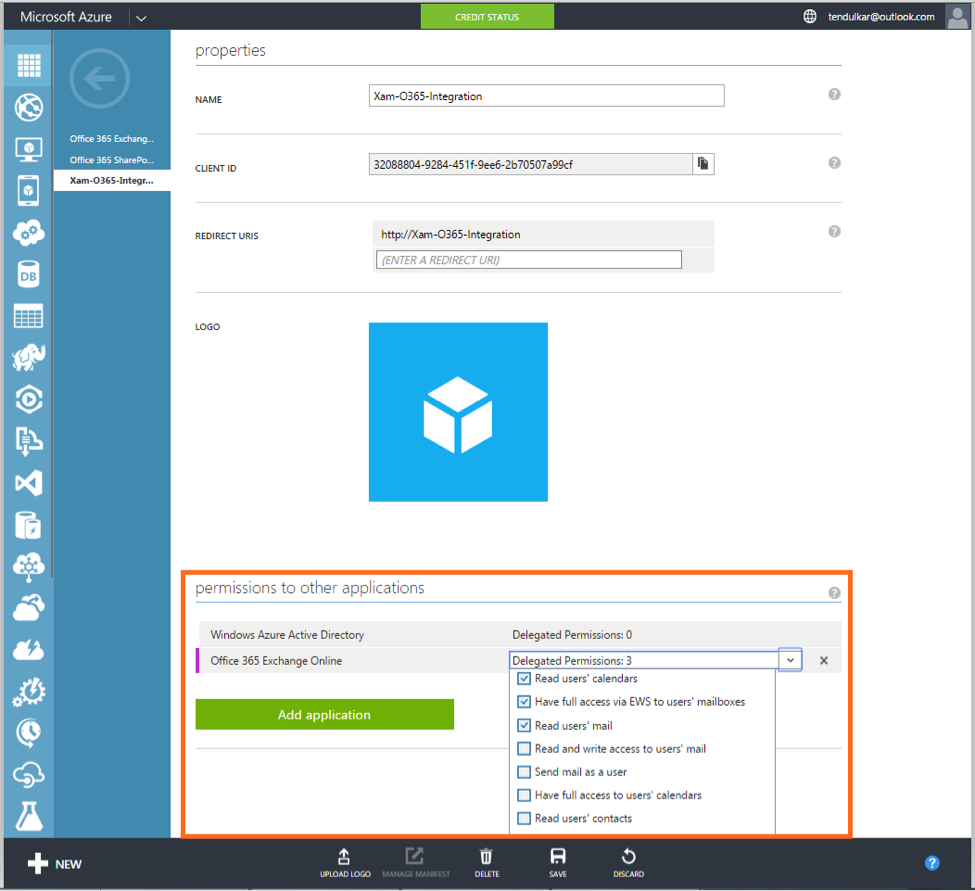 Microsoft Azure
CREDIT STATUS
tendulkar@outlook.com
Office 365 Exchang...
Office 365 SharePo...
Xam-O365-Integr...
properties
NAME
Xam-O365-Integration
CLIENT ID
32088804-9284-451f-9ee6-2b70507a99cf
REDIRECT URIS
http://Xam-O365-Integration
(ENTER A REDIRECT URI)
LOGO
DB
permissions to other applications
Windows Azure Active Directory Delegated Permissions: 0
Office 365 Exchange Online Delegated Permissions: 3
Read users' calendars
Have full access via EWS to users' mailboxes
Read users' mail
Read and write access to users' mail
Send mail as a user
Have full access to users' calendars
Read users' contacts
Add application
NEW
UPLOAD LOGO
MANAGE MANIFEST
DELETE
SAVE
DISCARD